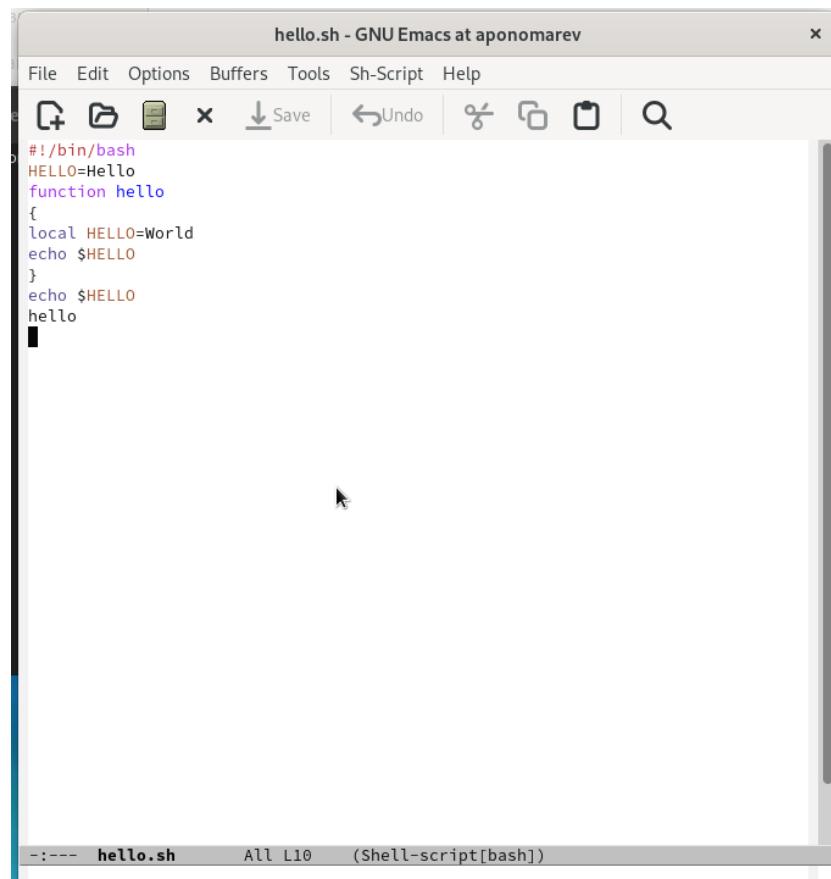 hello.sh - GNU Emacs at aponomarev
File Edit Options Buffers Tools Sh-Script Help
Save Undo
#!/bin/bash
HELLO=Hello
function hello
{
local HELLO=World
echo $HELLO
}
echo $HELLO
hello
-:--- hello.sh All L10 (Shell-script[bash])